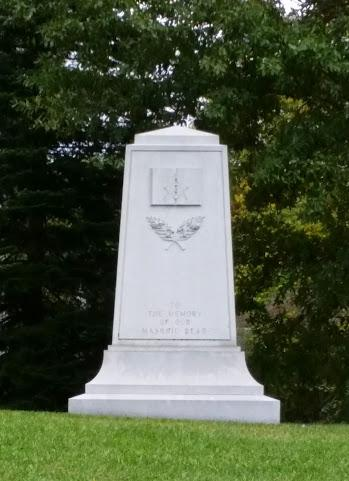 TO
THE MEMORY
OF OUR
MASONIC DEAD